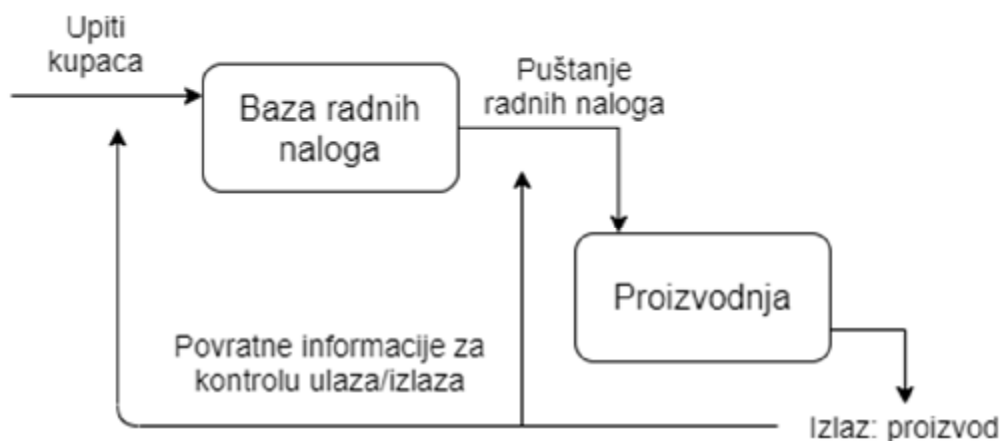 Upiti
kupaca
Baza radnih
naloga
Puštanje
radnih naloga
Proizvodnja
Povratne informacije za
kontrolu ulaza/izlaza
Izlaz: proizvod